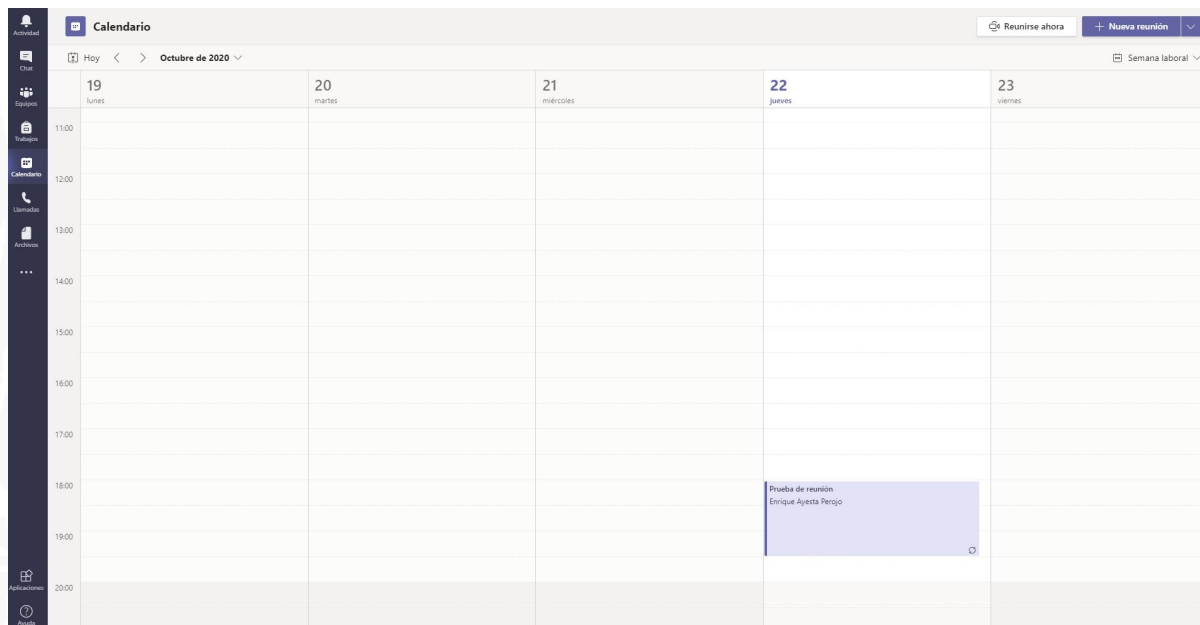 Actividad
Chat
Equipos
Trabajos
Calendario
Llamadas
Archivos
Aplicaciones
Ayuda
Calendario
Reunirse ahora
+ Nueva reunión
Hoy
Octubre de 2020
Semana laboral
19
lunes
20
martes
21
miércoles
22
jueves
23
viernes
11:00
12:00
13:00
14:00
15:00
16:00
17:00
18:00
19:00
20:00
Prueba de reunión
Enrique Ayesta Perojo